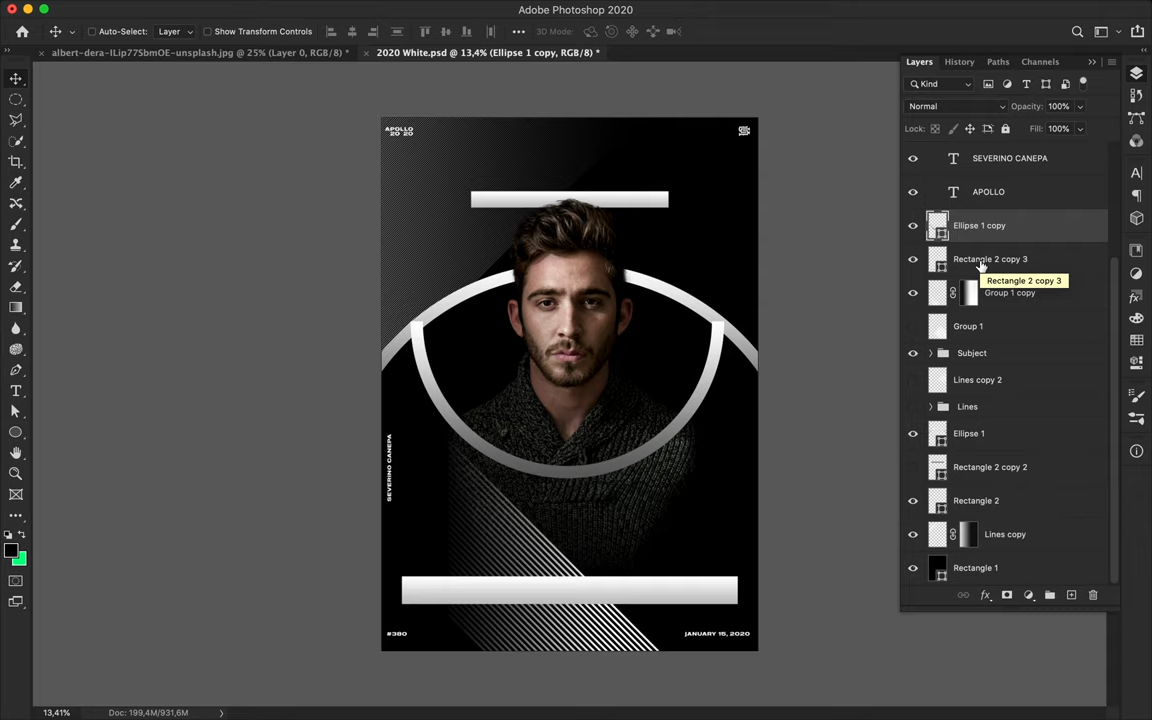 Adobe Photoshop 2020
Auto-Select: Layer Show Transform Controls 3D Mode:
albert-dera-ILip77SbmOE-unsplash.jpg @ 25% (Layer 0, RGB/8) *
2020 White.psd @ 13,4% (Ellipse 1 copy, RGB/8) *
Layers History Paths Channels
Kind
Normal Opacity: 100%
Lock: Fill: 100%
SEVERINO CANEPA
APOLLO
Ellipse 1 copy
Rectangle 2 copy 3
Rectangle 2 copy 3
Group 1 copy
Group 1
Subject
Lines copy 2
Lines
Ellipse 1
Rectangle 2 copy 2
Rectangle 2
Lines copy
Rectangle 1
APOLLO
20 20
SEVERINO CANEPA
#380
JANUARY 15, 2020
13,41% Doc: 199,4M/931,6M